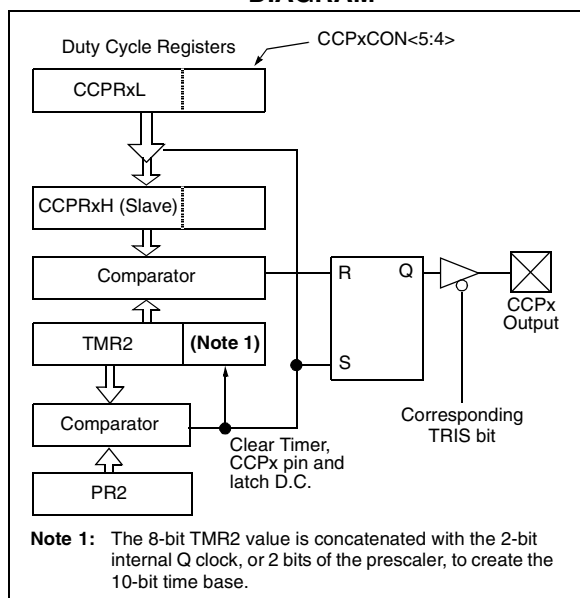 DIAGRAM
Duty Cycle Registers
CCPxCON<5:4>
CCPRxL
CCPRxH (Slave)
Comparator
R
Q
CCPx
Output
TMR2
(Note 1)
S
Comparator
Clear Timer,
CCPx pin and
latch D.C.
Corresponding
TRIS bit
PR2
Note 1: The 8-bit TMR2 value is concatenated with the 2-bit
internal Q clock, or 2 bits of the prescaler, to create the
10-bit time base.